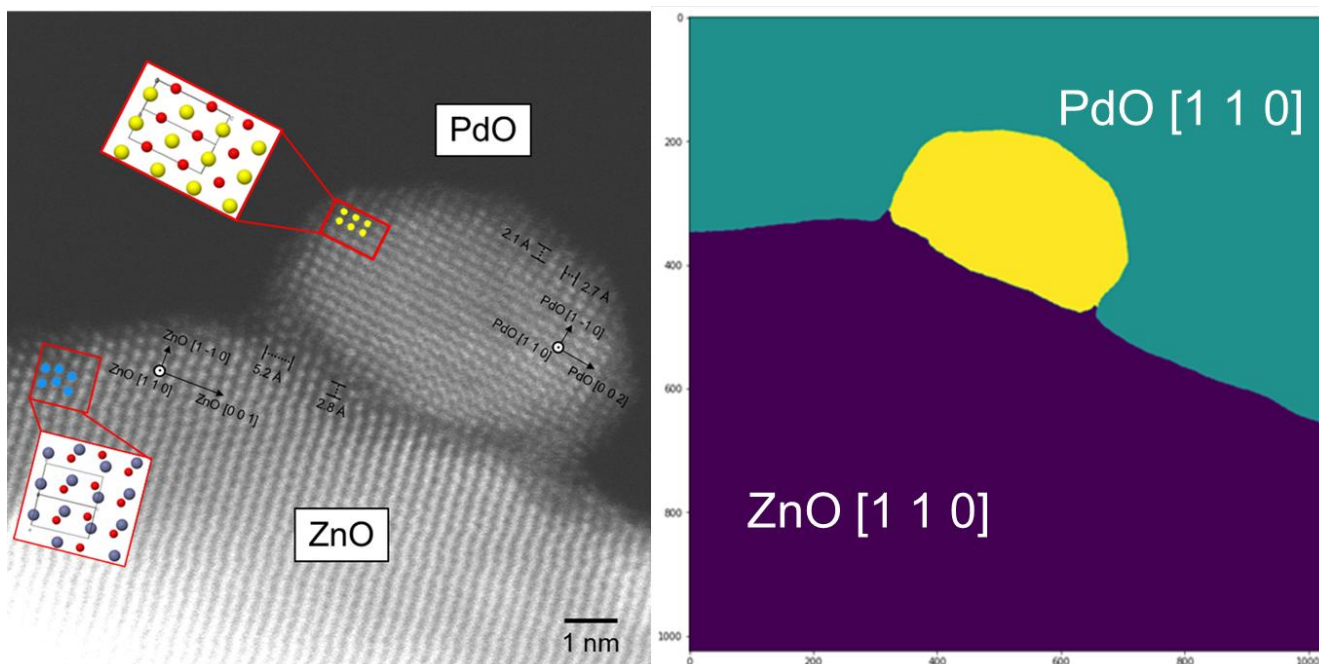 PdO
2.1 Å
2.7 Å
PdO [1 -1 0]
PdO [1 1 0]
PdO [0 0 2]
ZnO [1 -1 0]
ZnO [1 1 0]
ZnO [0 0 1]
5.2 Å
2.8 Å
ZnO
1 nm
PdO [1 1 0]
ZnO [1 1 0]
0
200
400
600
800
1000
0
200
400
600
800